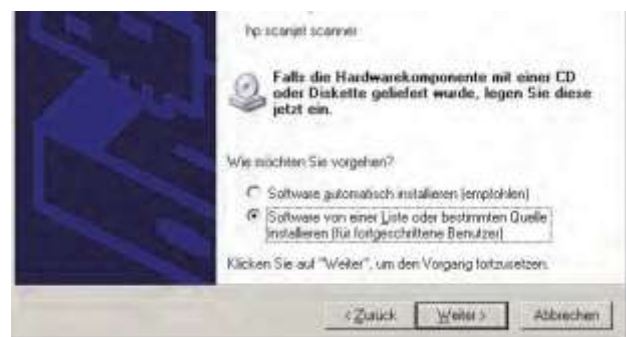 hp scanjet scanner
Falls die Hardwarekomponente mit einer CD
oder Diskette geliefert wurde, legen Sie diese
jetzt ein.
Wie möchten Sie vorgehen?
Software automatisch installieren (empfohlen)
Software von einer Liste oder bestimmten Quelle
installieren (für fortgeschrittene Benutzer)
Klicken Sie auf "Weiter", um den Vorgang fortzusetzen.
< Zurück Weiter > Abbrechen